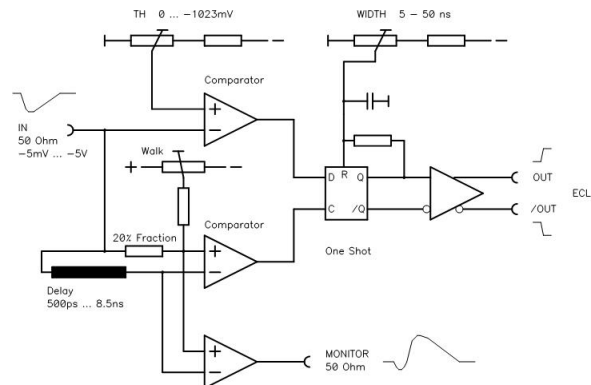 TH 0 ... -1023mV
WIDTH 5 - 50 ns
Comparator
+
-
IN
50 Ohm
-5mV ... -5V
Walk
+
-
D R Q
C /Q
OUT
/OUT
ECL
Comparator
20% Fraction
+
-
One Shot
Delay
500ps ... 8.5ns
+
-
MONITOR
50 Ohm